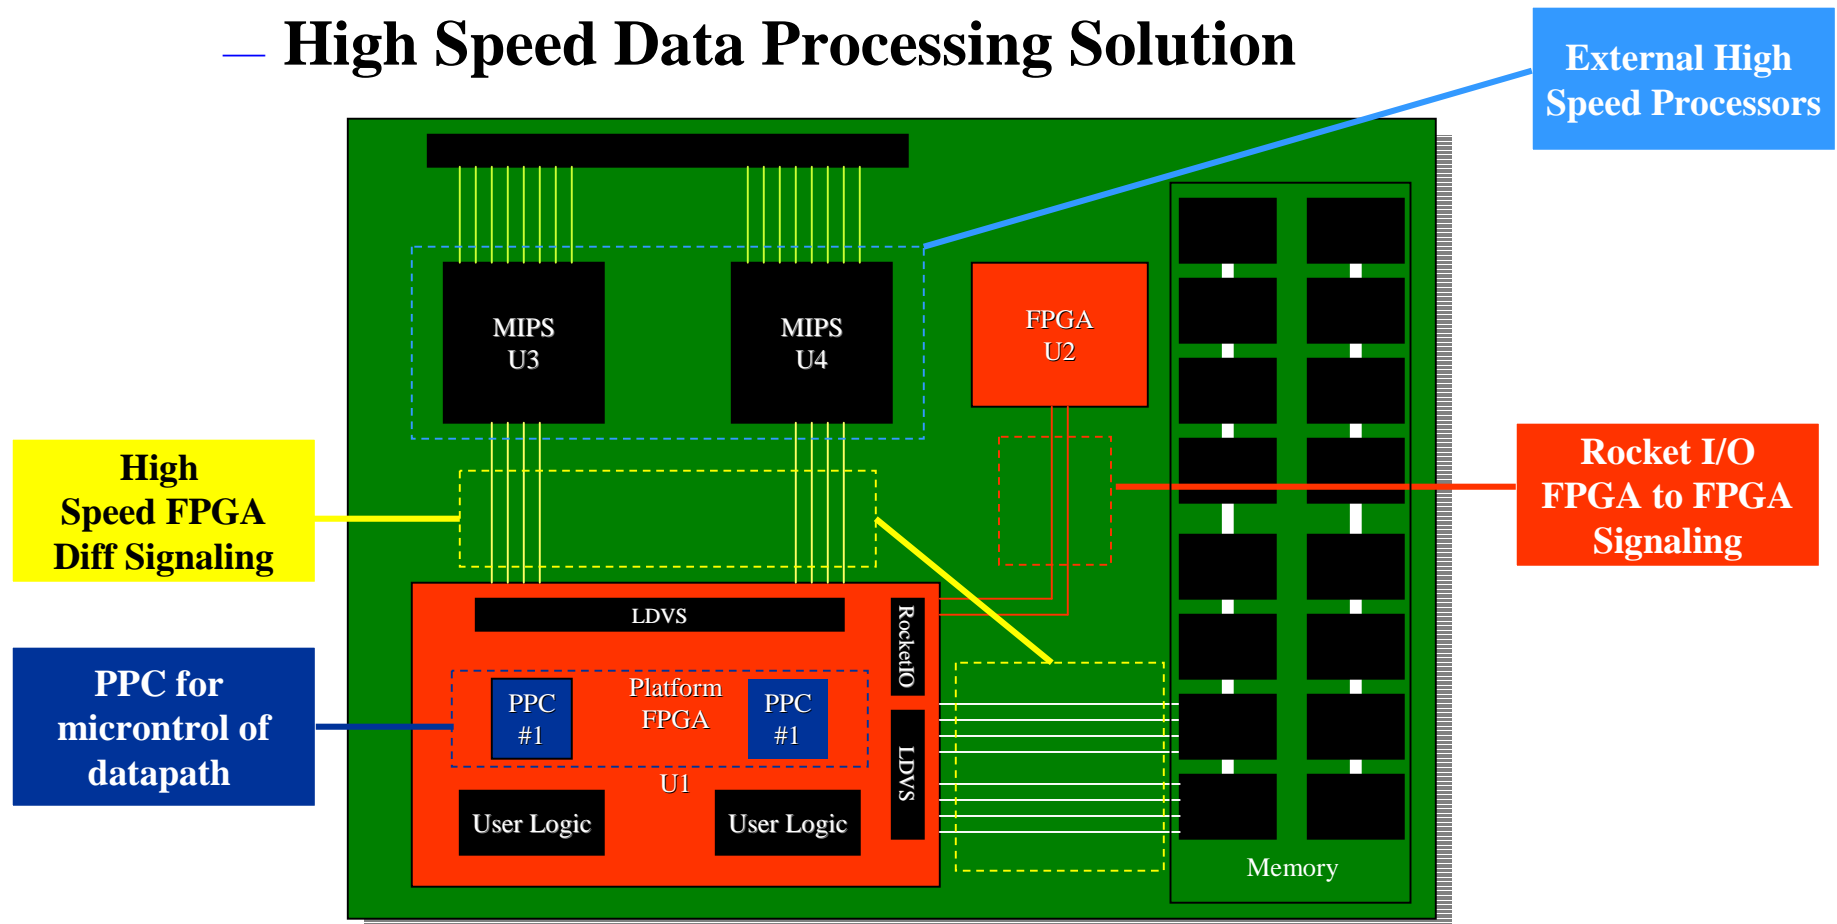 — High Speed Data Processing Solution
External High
Speed Processors
MIPS
U3
MIPS
U4
FPGA
U2
High
Speed FPGA
Diff Signaling
Rocket I/O
FPGA to FPGA
Signaling
LDVS
RocketIO
PPC for
microntrol of
datapath
PPC
#1
Platform
FPGA
PPC
#1
U1
LDVS
User Logic
User Logic
Memory